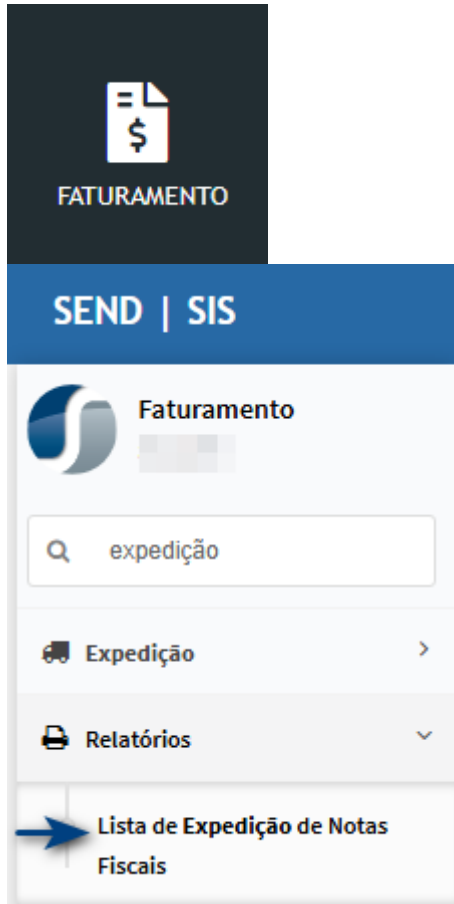 FATURAMENTO
SEND | SIS
Faturamento
expedição
Expedição
Relatórios
Lista de Expedição de Notas
Fiscais